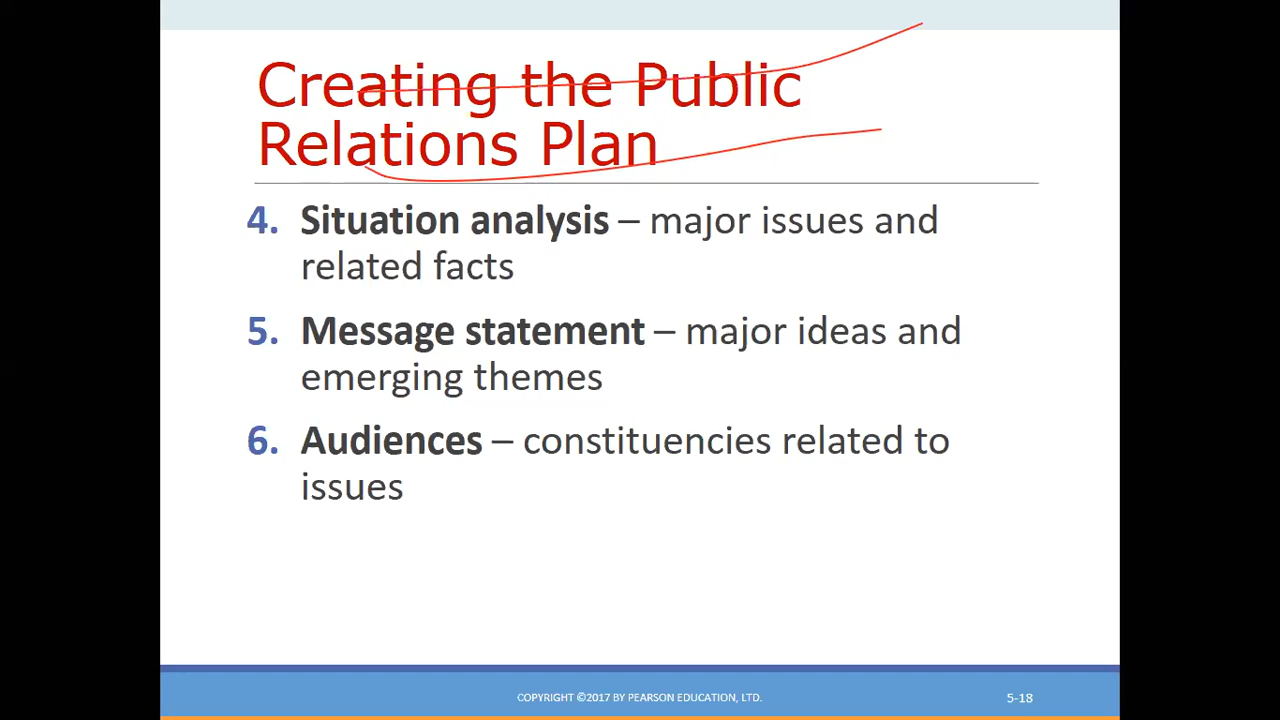 Creating the Public
Relations Plan
4. Situation analysis – major issues and
related facts
5. Message statement – major ideas and
emerging themes
6. Audiences – constituencies related to
issues
COPYRIGHT ©2017 BY PEARSON EDUCATION, LTD.
5-18